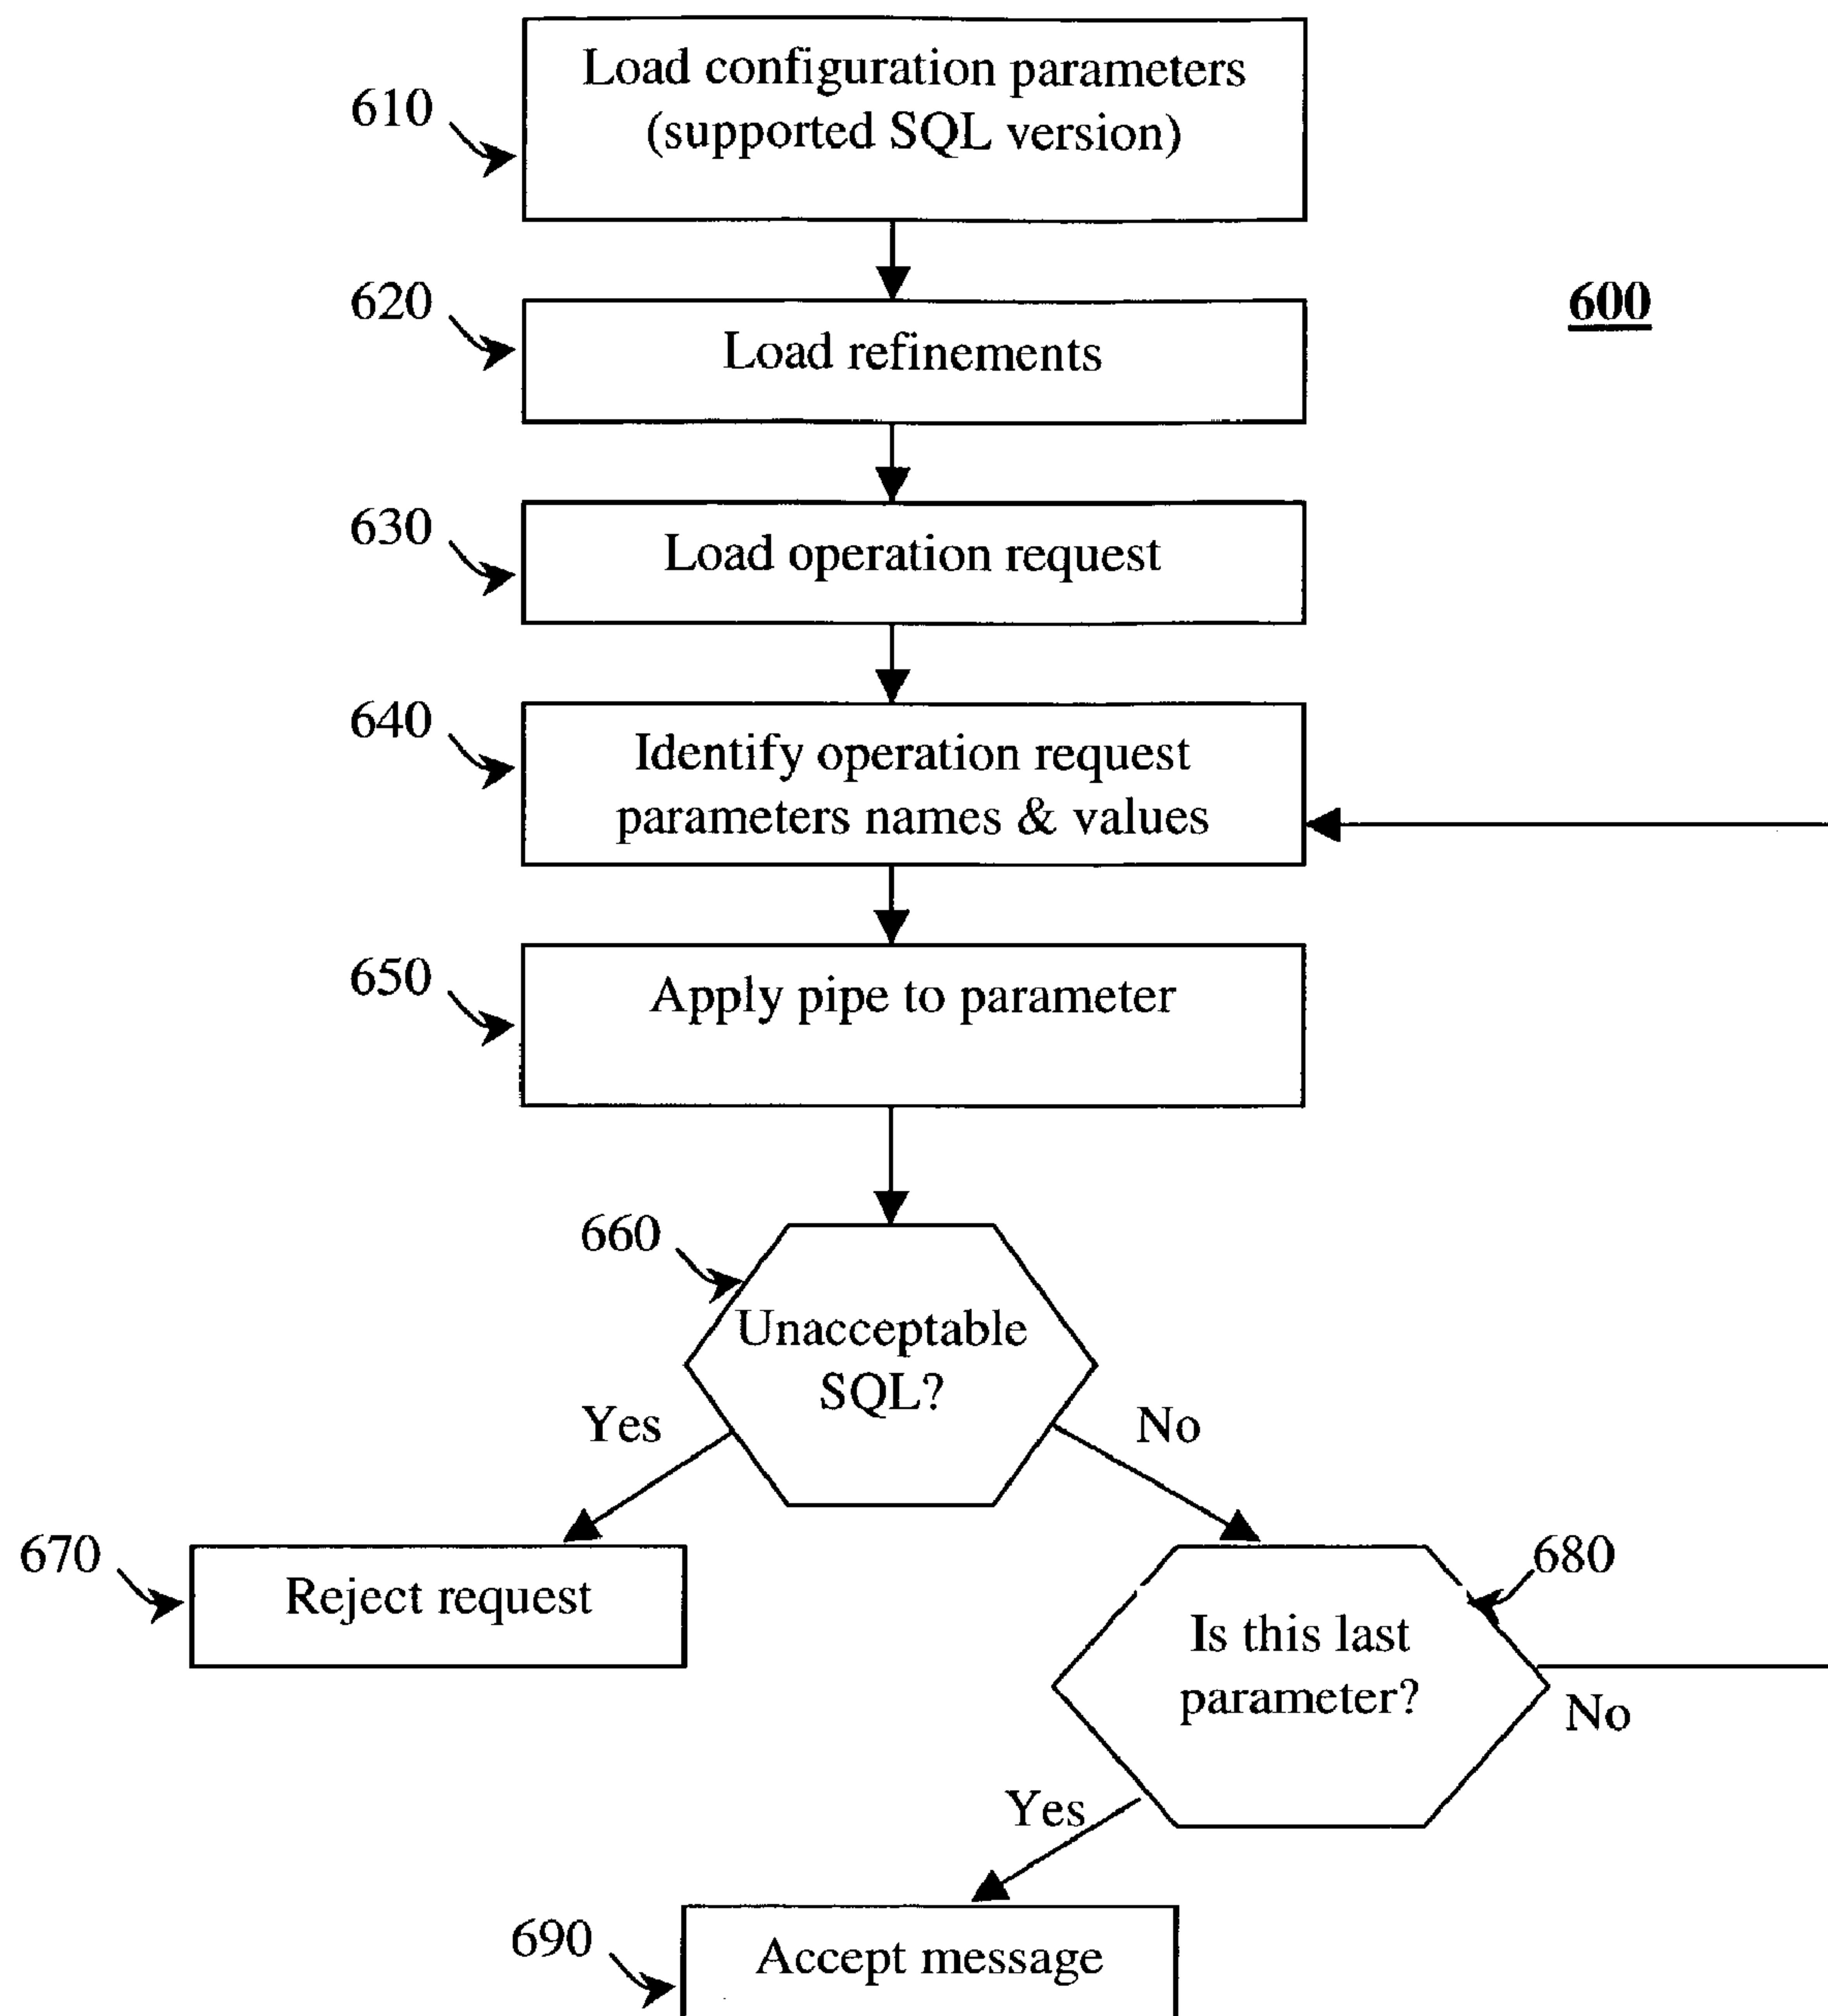 Load configuration parameters
610
(supported SQL version)
620
600
Load refinements
630
Load operation request
640
Identify operation request
parameters names & values
650
Apply pipe to parameter
660
Unacceptable
SQL?
Yes
No
670
680
Reject request
Is this last
parameter?
No
Yes
690
Accept message